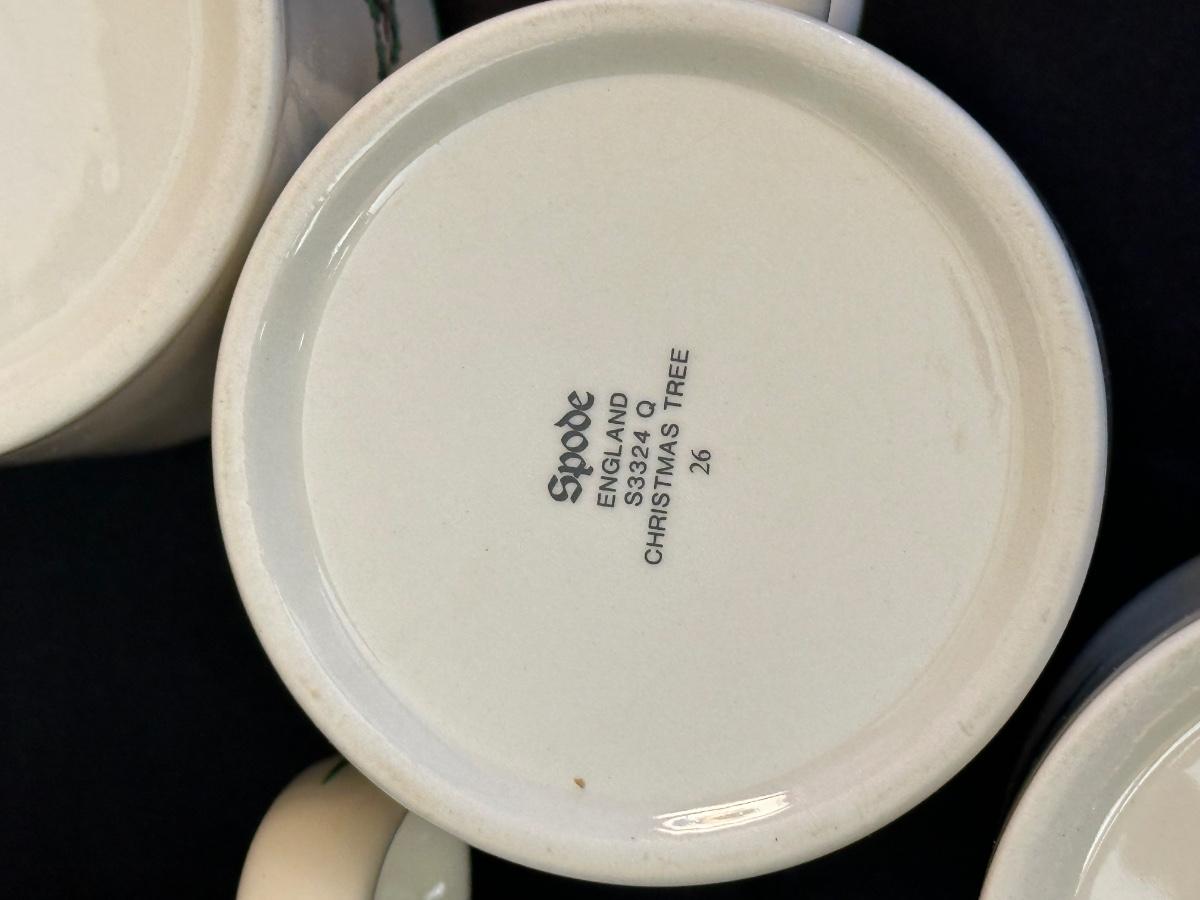 Spode
ENGLAND
S3324 Q
CHRISTMAS TREE
26